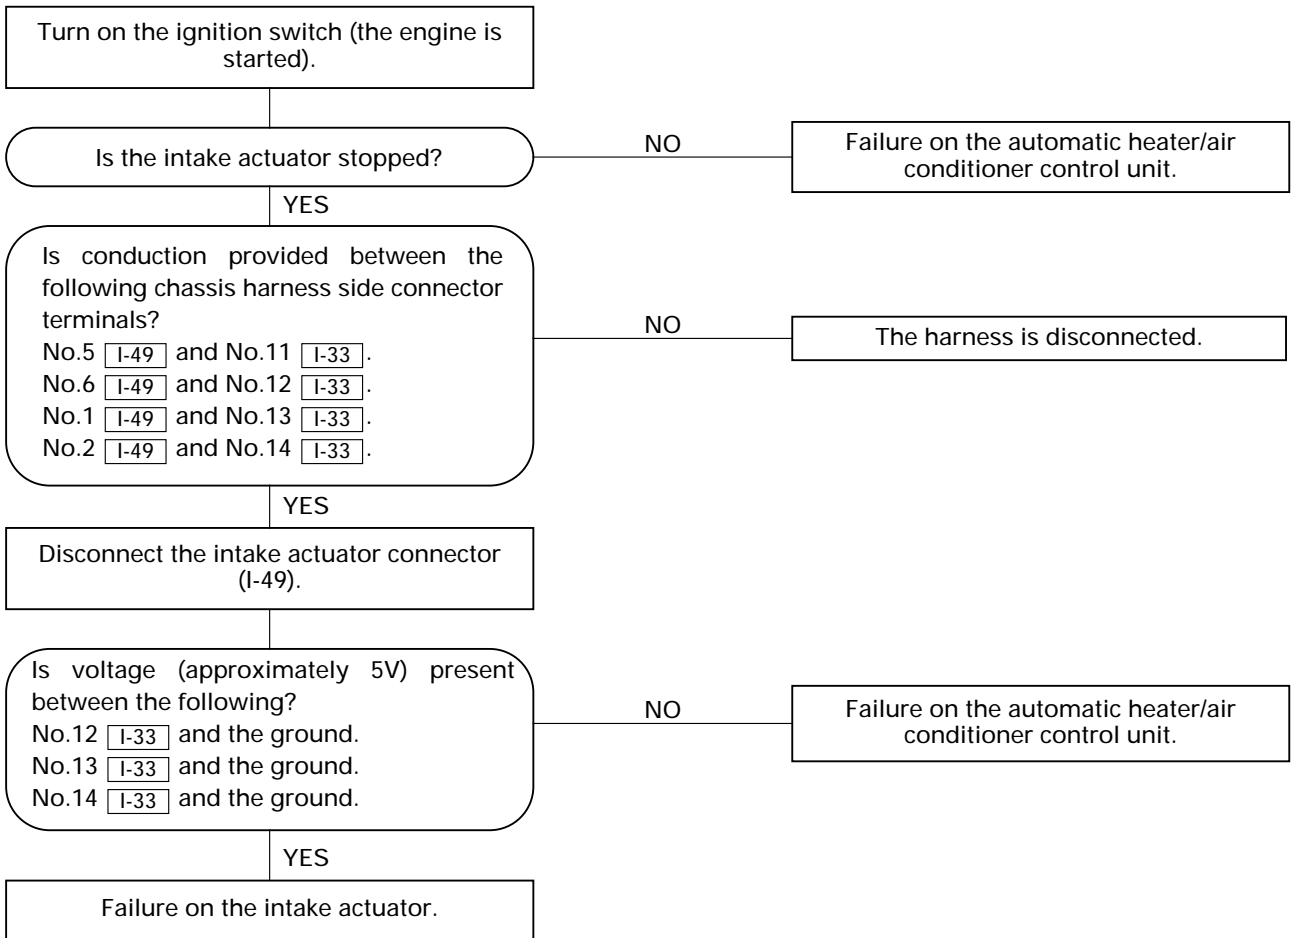 Turn on the ignition switch (the engine is
started).
Is the intake actuator stopped?
NO
Failure on the automatic heater/air
conditioner control unit.
YES
Is conduction provided between the
following chassis harness side connector
terminals?
No.5 I-49 and No.11 I-33.
No.6 I-49 and No.12 I-33.
No.1 I-49 and No.13 I-33.
No.2 I-49 and No.14 I-33.
NO
The harness is disconnected.
YES
Disconnect the intake actuator connector
(I-49).
Is voltage (approximately 5V) present
between the following?
No.12 I-33 and the ground.
No.13 I-33 and the ground.
No.14 I-33 and the ground.
NO
Failure on the automatic heater/air
conditioner control unit.
YES
Failure on the intake actuator.